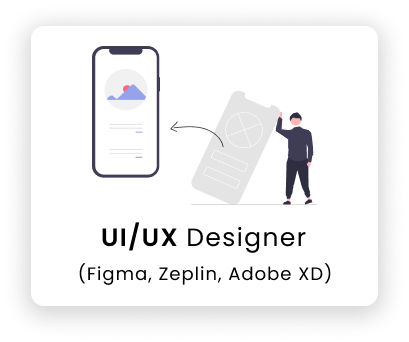 UI/UX Designer
(Figma, Zeplin, Adobe XD)